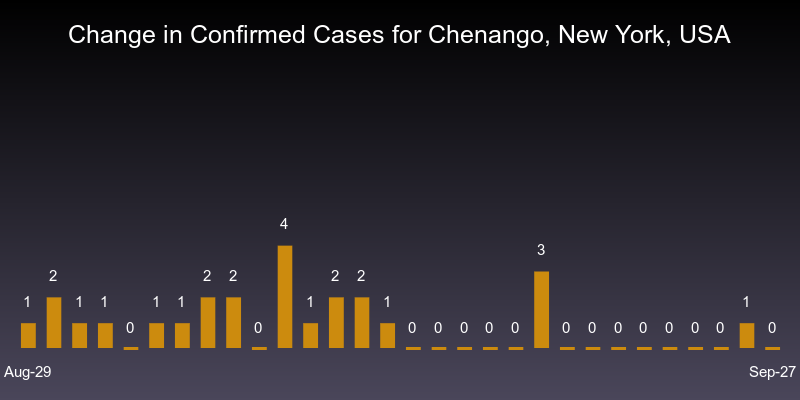 Change in Confirmed Cases for Chenango, New York, USA
4
3
2 2 2 2 2
1 1 1 1 1 1 1 1
0 0 0 0 0 0 0 0 0 0 0 0 0 0 0 0
Aug-29 Sep-27